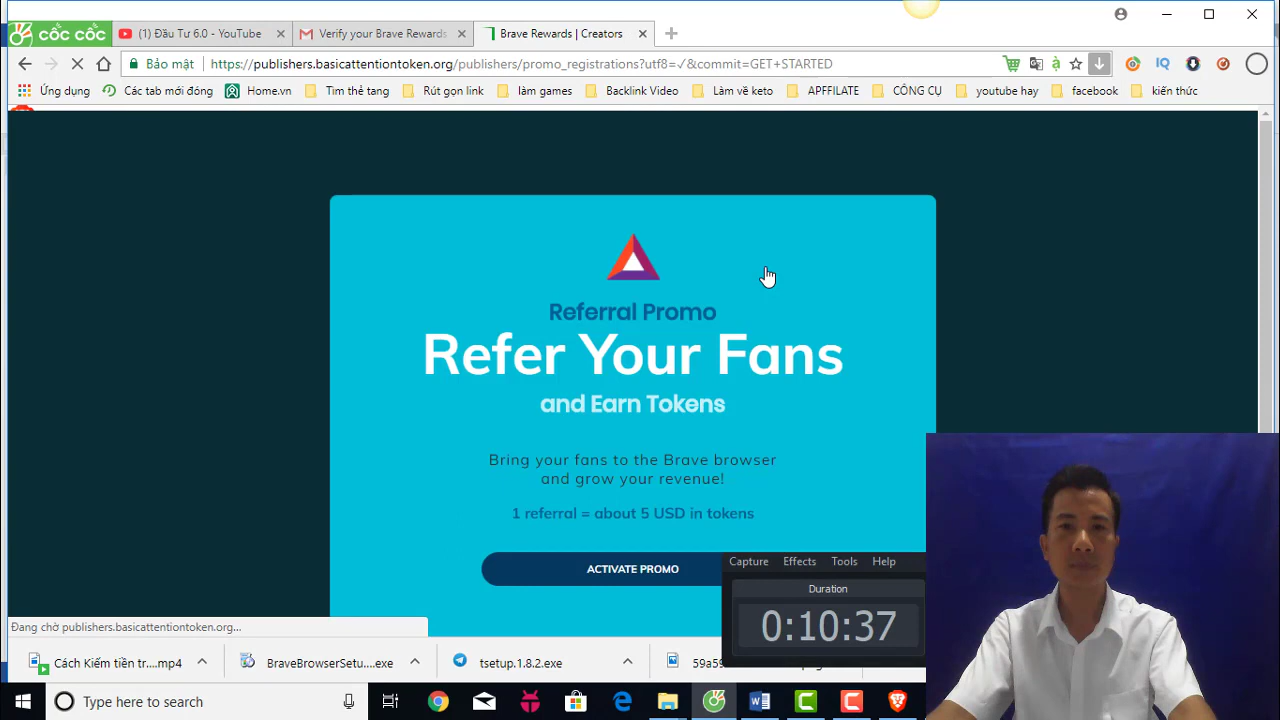 cốc cốc
(1) Đầu Tư 6.0 - YouTube
Verify your Brave Rewards
Brave Rewards | Creators
Bảo mật
https://publishers.basicattentiontoken.org/publishers/promo_registrations?utf8=✓&commit=GET+STARTED
Ứng dụng
Các tab mới đóng
Home.vn
Tim thẻ tang
Rút gọn link
làm games
Backlink Video
Làm về keto
APFFILATE
CÔNG CỤ
youtube hay
facebook
kiến thức
Referral Promo
Refer Your Fans
and Earn Tokens
Bring your fans to the Brave browser
and grow your revenue!
1 referral = about 5 USD in tokens
ACTIVATE PROMO
Capture Effects Tools Help
Duration
0:10:37
Đang chờ publishers.basicattentiontoken.org...
Cách Kiếm tiền tr....mp4
BraveBrowserSetu....exe
tsetup.1.8.2.exe
59a59
Type here to search